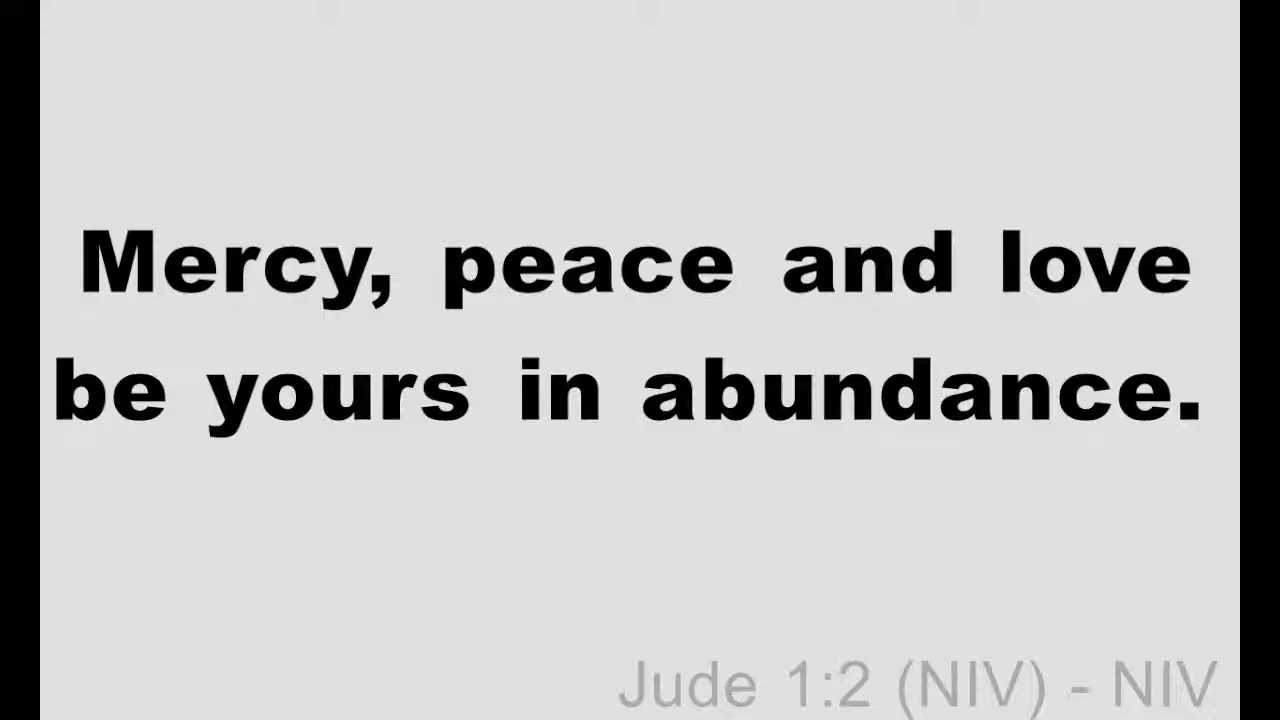 Mercy, peace and love
be yours in abundance.
Jude 1:2 (NIV) - NIV